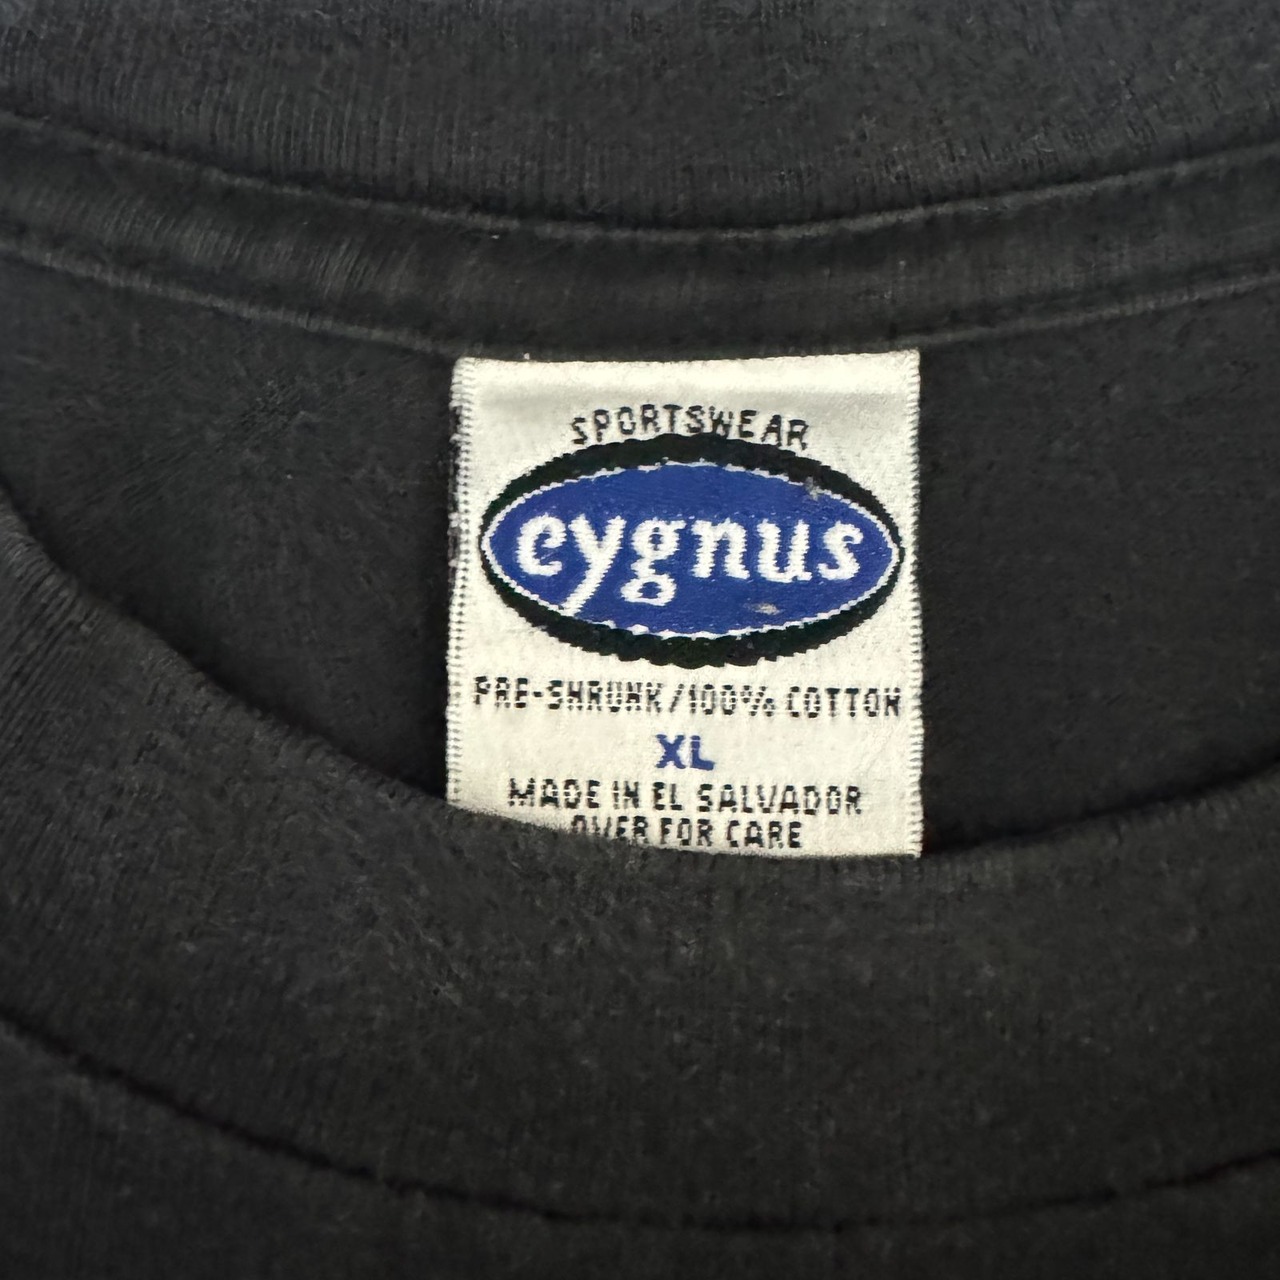 SPORTSWEAR
cygnus
PRE-SHRUNK/100% COTTON
XL
MADE IN EL SALVADOR
OVER FOR CARE